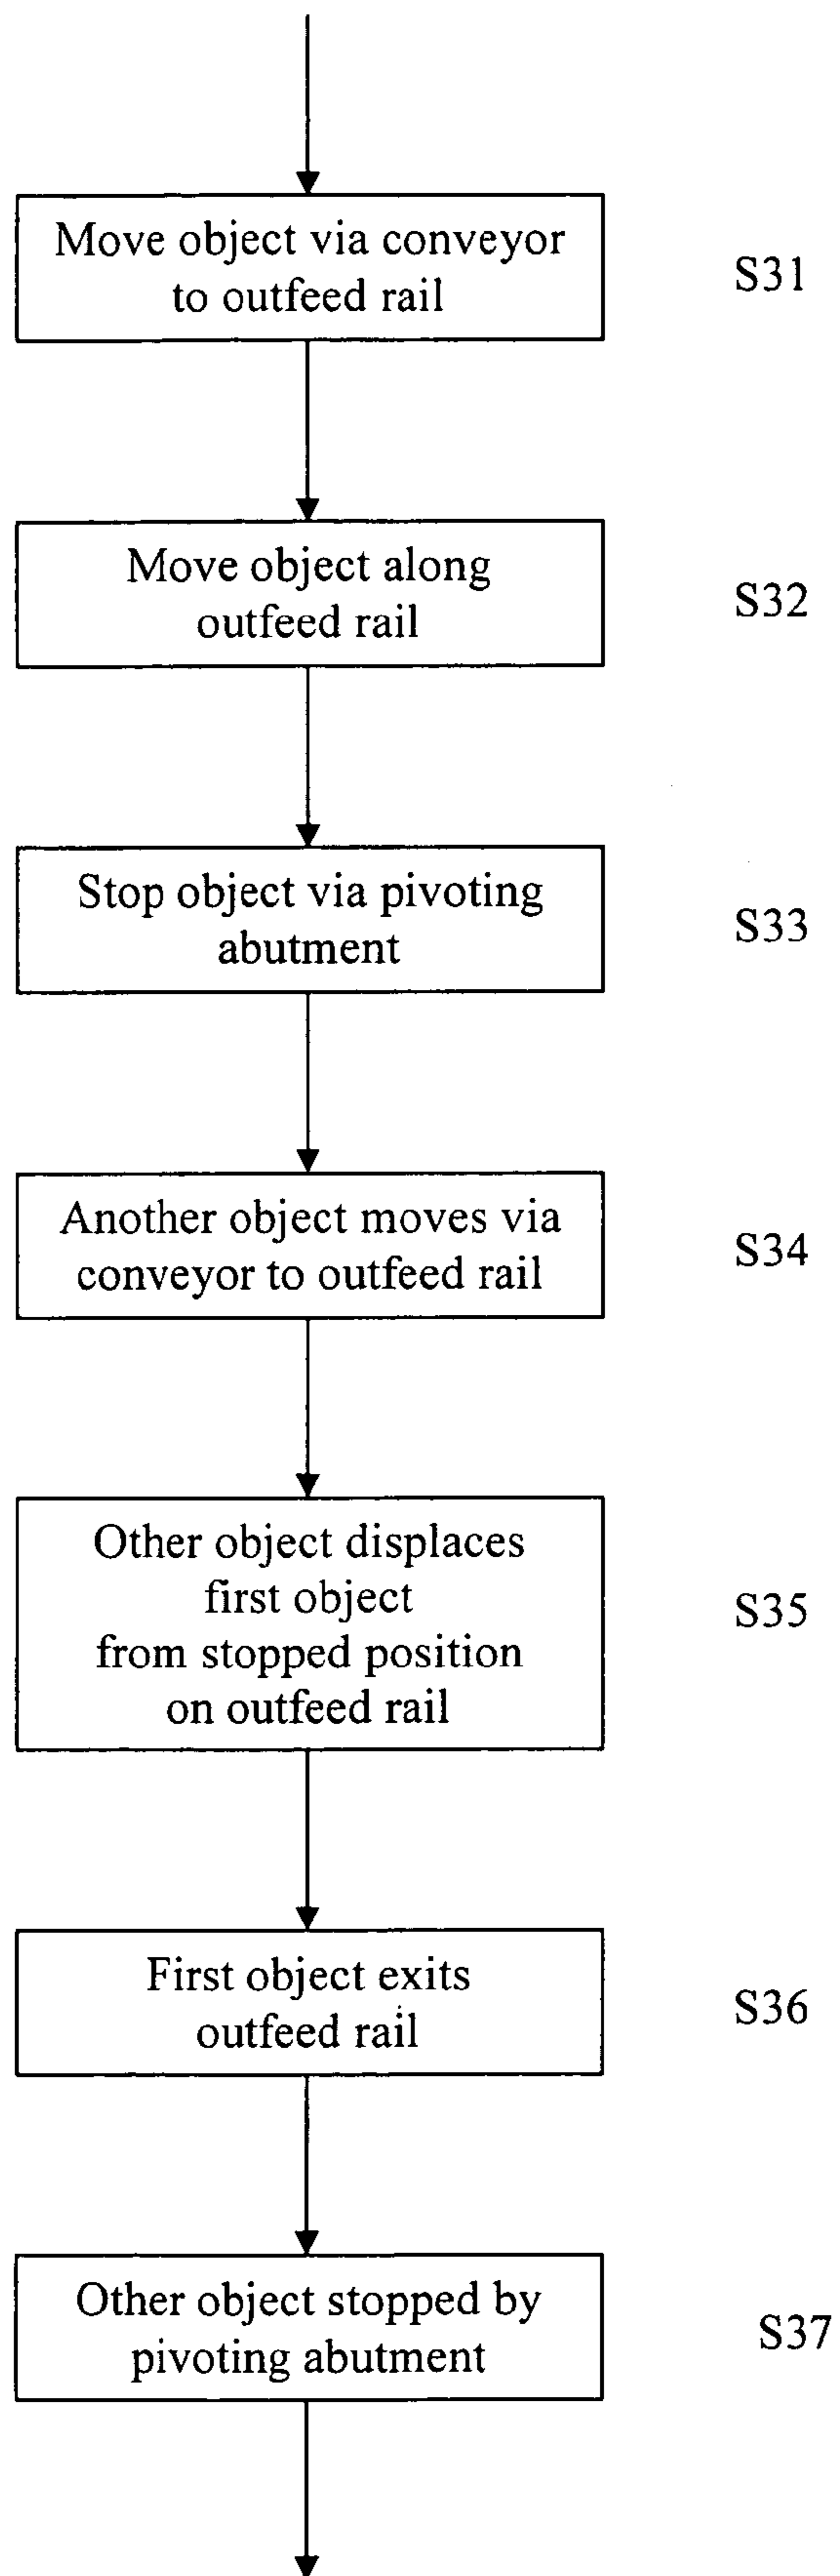 Move object via conveyor
to outfeed rail
S31
Move object along
outfeed rail
S32
Stop object via pivoting
abutment
S33
Another object moves via
conveyor to outfeed rail
S34
Other object displaces
first object
from stopped position
on outfeed rail
S35
First object exits
outfeed rail
S36
Other object stopped by
pivoting abutment
S37